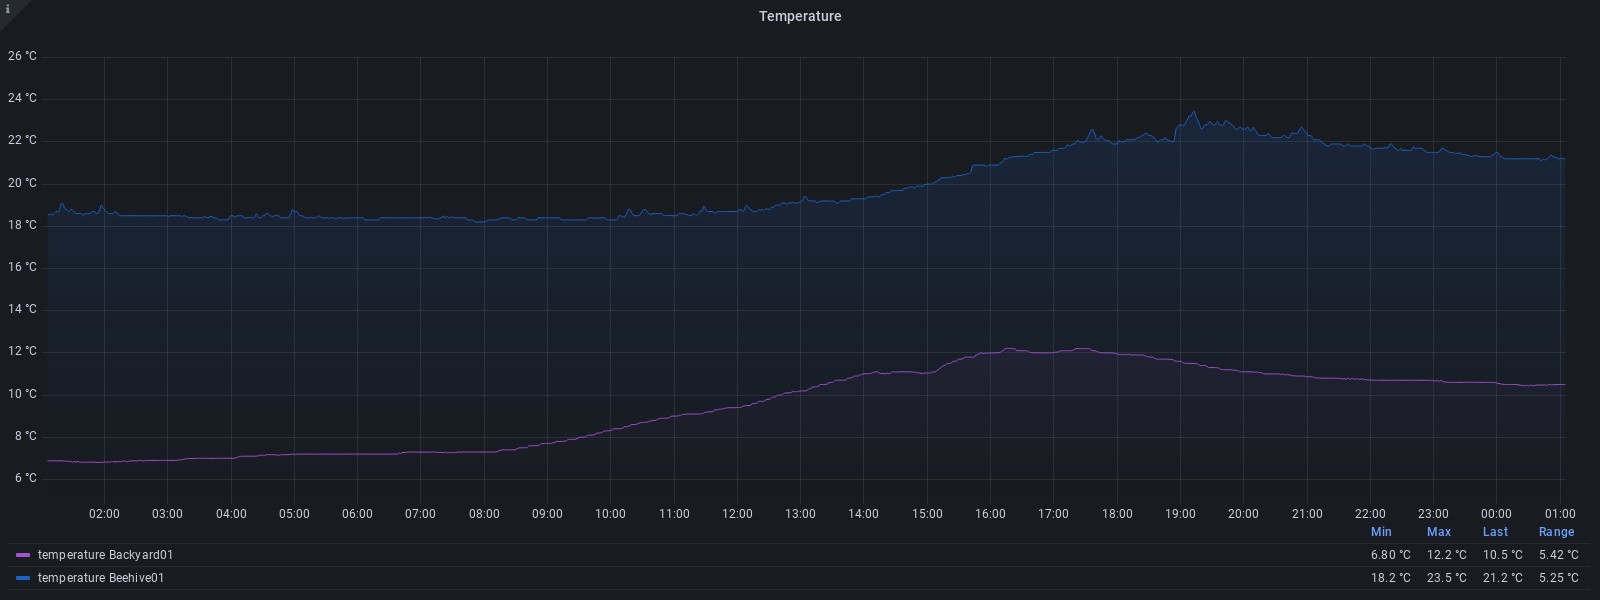 i
Temperature
26 °C
24 °C
22 °C
20 °C
18 °C
16 °C
14 °C
12 °C
10 °C
8 °C
6 °C
02:00 03:00 04:00 05:00 06:00 07:00 08:00 09:00 10:00 11:00 12:00 13:00 14:00 15:00 16:00 17:00 18:00 19:00 20:00 21:00 22:00 23:00 00:00 01:00
Min Max Last Range
temperature Backyard01 6.80 °C 12.2 °C 10.5 °C 5.42 °C
temperature Beehive01 18.2 °C 23.5 °C 21.2 °C 5.25 °C